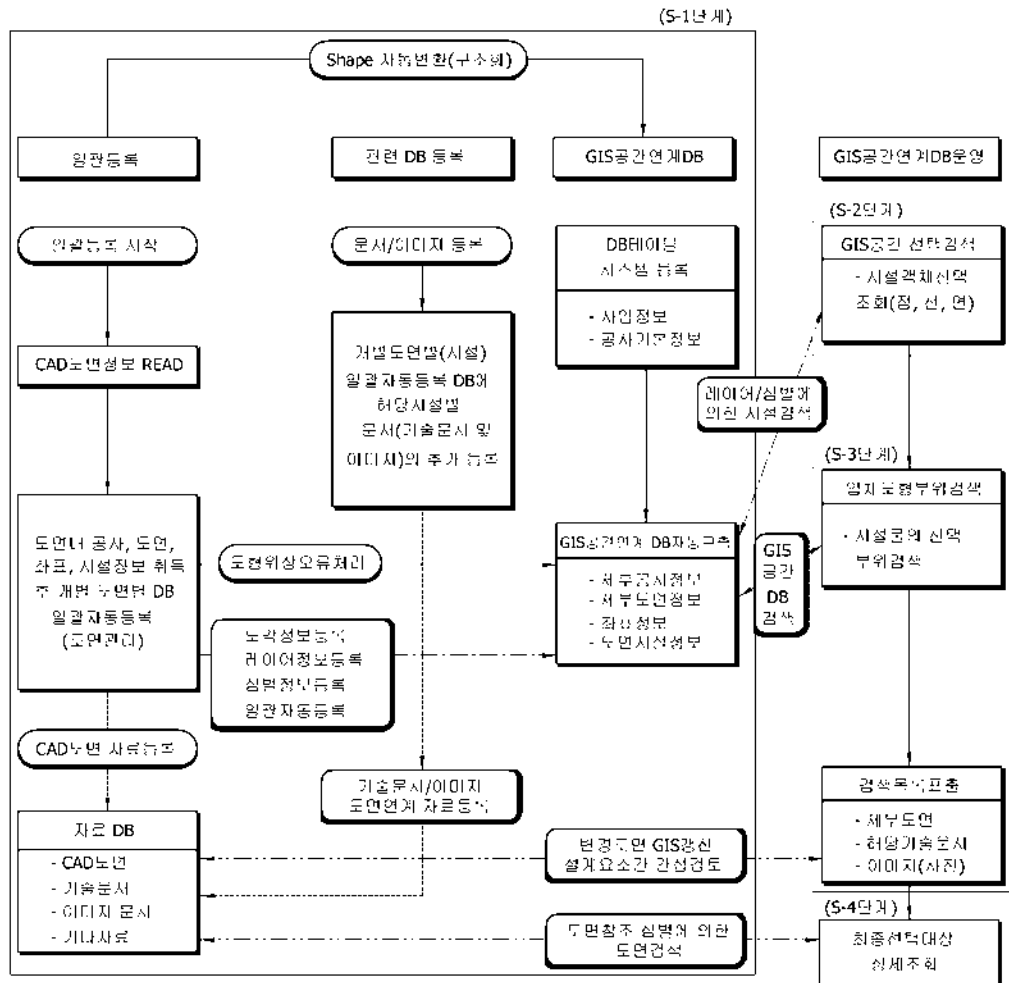 (S-1단계)
Shape 자동변환(구조화)
일괄등록
관련 DB 등록
GIS공간연계DB
GIS공간연계DB운영
일괄등록 시작
문서/이미지 등록
DB테이블
시스템 등록
- 사업정보
- 공사기본정보
(S-2단계)
GIS공간 선택검색
- 시설객체선택
조회(점, 선, 면)
CAD도면정보 READ
개별도면별(시설)
일괄자동등록 DB에
해당시설별
문서(기술문서 및
이미지)의 추가 등록
레이어/심벌에
의한 시설검색
(S-3단계)
도형부위검색
- 시설물의 선택
부위검색
도면내 공사, 도면,
좌표, 시설정보 취득
후 개별 도면별 DB
일괄자동등록
(도면관리)
도형위상오류처리
GIS공간연계 DB자동구축
- 세부공사정보
- 세부도면정보
- 좌표정보
- 도면시설정보
GIS
공간
DB
검색
도곽정보등록
레이어정보등록
심벌정보등록
일괄자동등록
CAD도면 자료등록
기술문서/이미지
도면연계 자료등록
검색목록표출
- 세부도면
- 해당기술문서
- 이미지(사진)
자료 DB
- CAD도면
- 기술문서
- 이미지 문서
- 기타자료
변경도면 GIS갱신
설계요소간 간섭검토
(S-4단계)
도면참조 심벌에 의한
도면검색
최종선택대상
상세조회